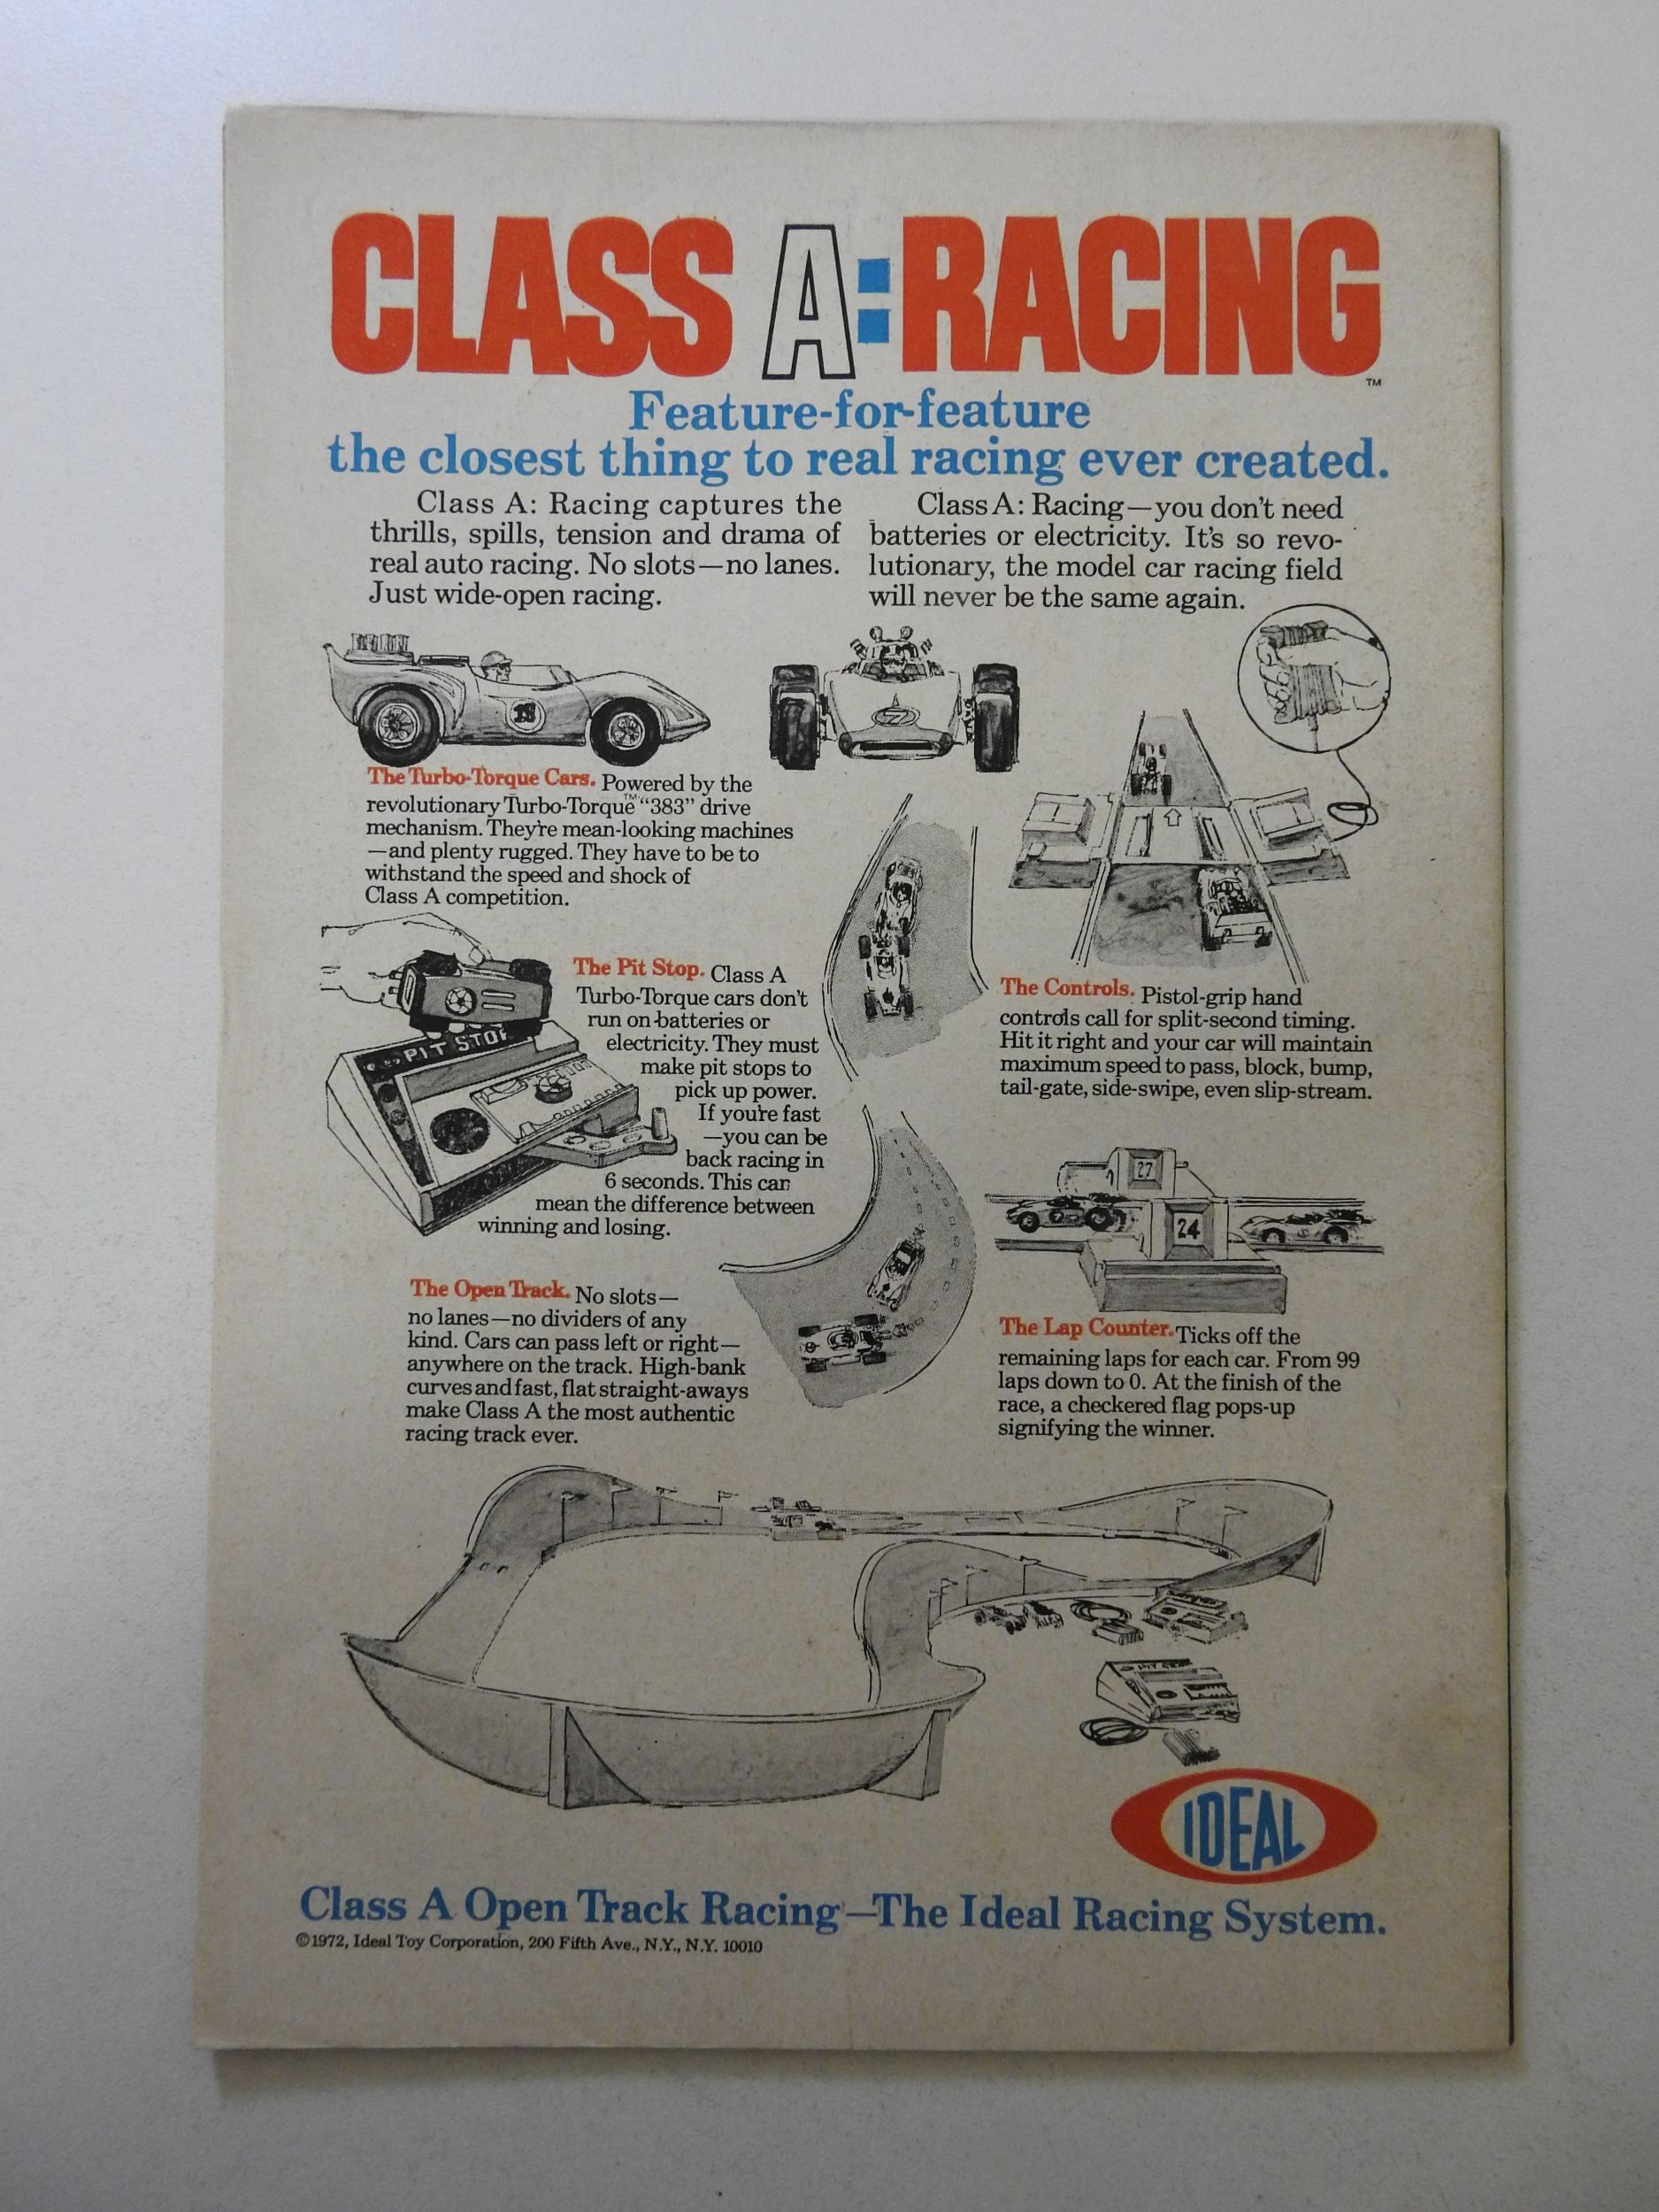 CLASS A:RACING
TM
Feature-for-feature
the closest thing to real racing ever created.
Class A: Racing captures the
thrills, spills, tension and drama of
real auto racing. No slots—no lanes.
Just wide-open racing.
Class A: Racing—you don't need
batteries or electricity. It's so revo-
lutionary, the model car racing field
will never be the same again.
The Turbo-Torque Cars. Powered by the
revolutionary Turbo-Torque™ "383" drive
mechanism. They're mean-looking machines
—and plenty rugged. They have to be to
withstand the speed and shock of
Class A competition.
PIT STOP
The Pit Stop. Class A
Turbo-Torque cars don't
run on batteries or
electricity. They must
make pit stops to
pick up power.
If you're fast
—you can be
back racing in
6 seconds. This can
mean the difference between
winning and losing.
The Controls. Pistol-grip hand
controls call for split-second timing.
Hit it right and your car will maintain
maximum speed to pass, block, bump,
tail-gate, side-swipe, even slip-stream.
27
24
The Open Track. No slots—
no lanes—no dividers of any
kind. Cars can pass left or right—
anywhere on the track. High-bank
curves and fast, flat straight-aways
make Class A the most authentic
racing track ever.
The Lap Counter. Ticks off the
remaining laps for each car. From 99
laps down to 0. At the finish of the
race, a checkered flag pops-up
signifying the winner.
IDEAL
Class A Open Track Racing—The Ideal Racing System.
©1972, Ideal Toy Corporation, 200 Fifth Ave., N.Y., N.Y. 10010